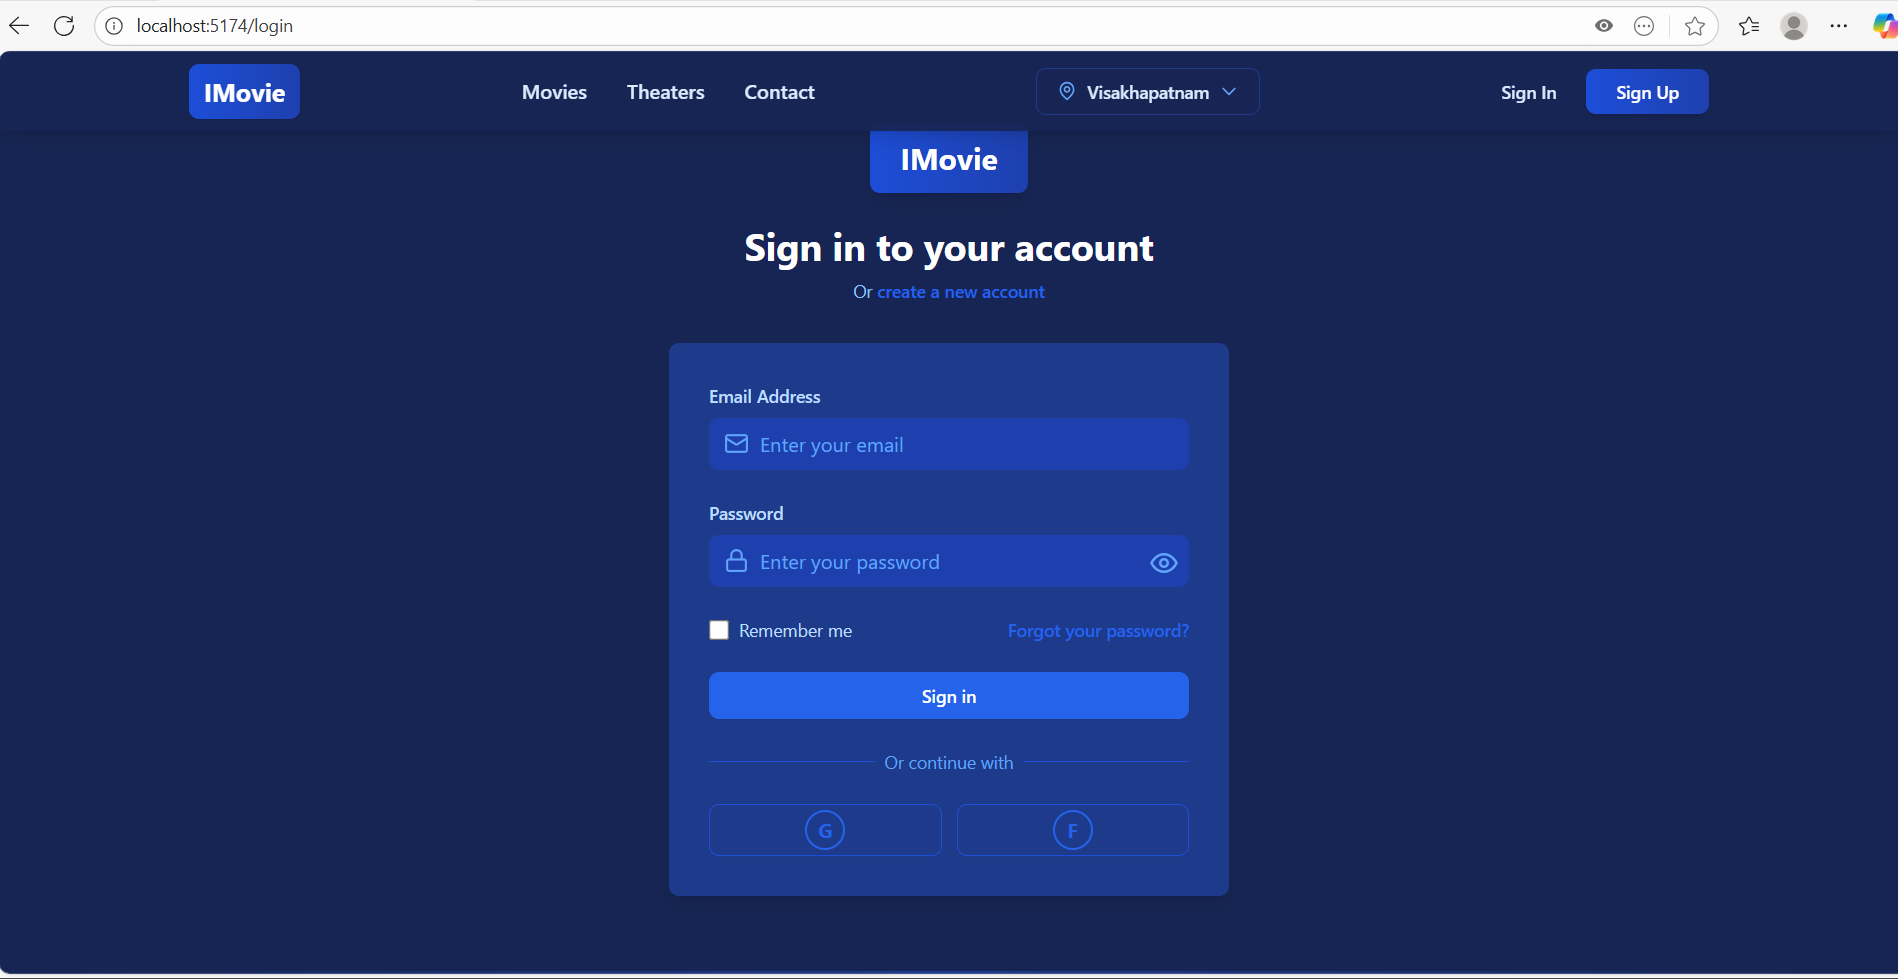 localhost:5174/login
IMovie
Movies Theaters Contact
Visakhapatnam
Sign In
Sign Up
IMovie
Sign in to your account
Or create a new account
Email Address
Enter your email
Password
Enter your password
Remember me
Forgot your password?
Sign in
Or continue with
G
F